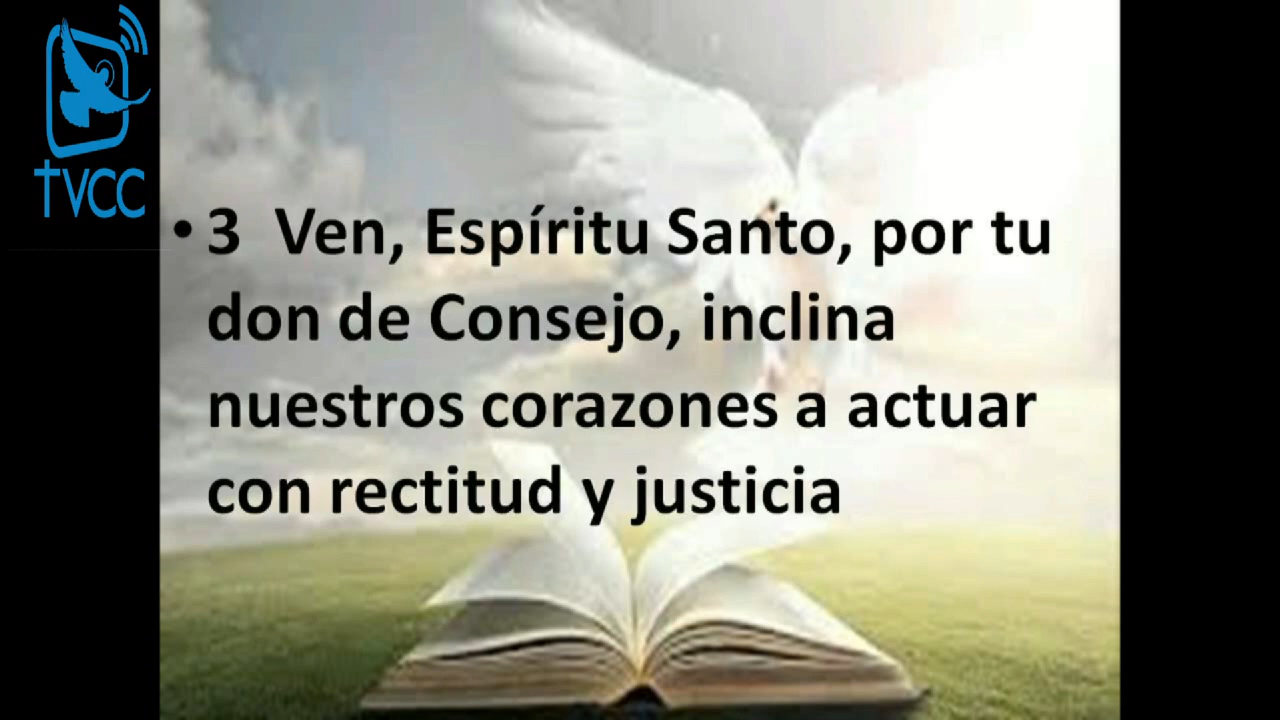 tVCC
• 3  Ven, Espíritu Santo, por tu
don de Consejo, inclina
nuestros corazones a actuar
con rectitud y justicia